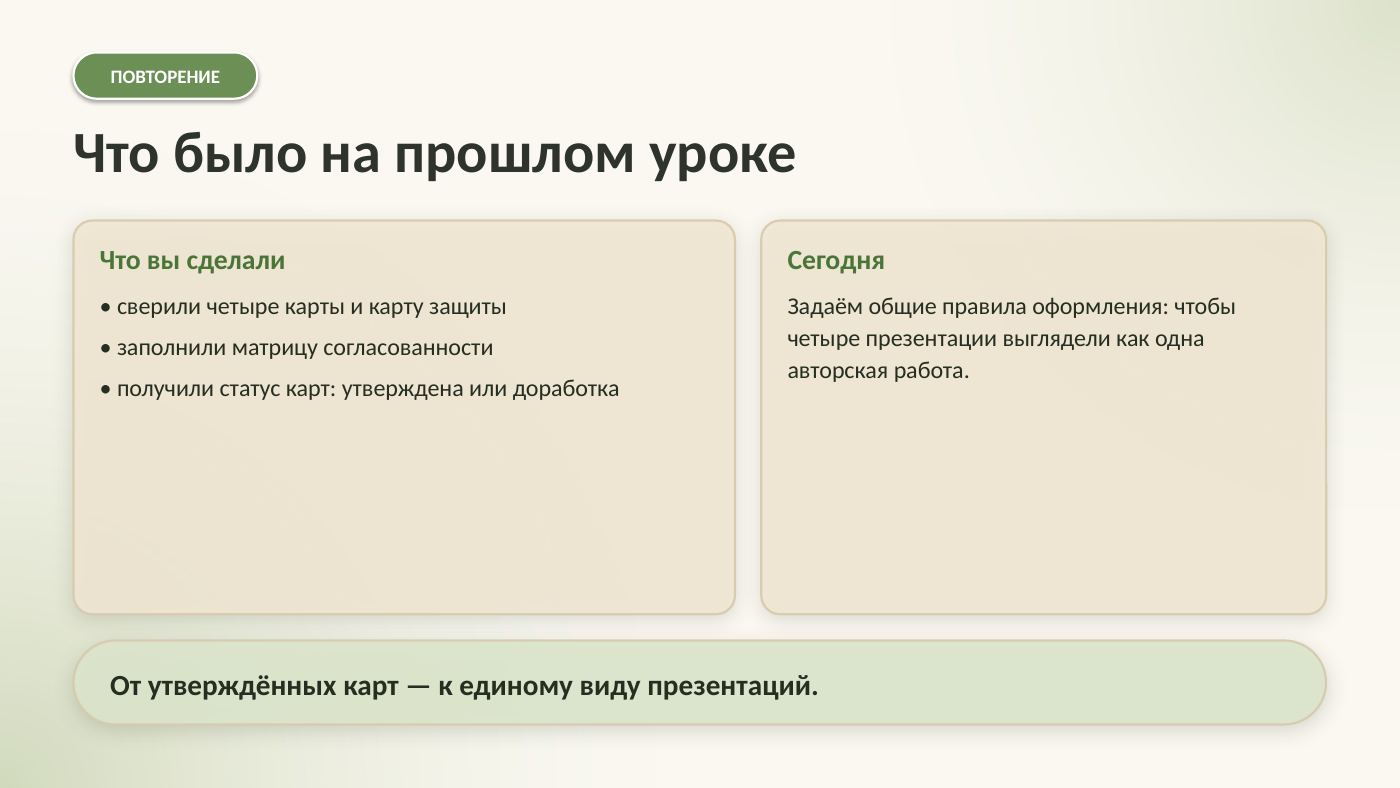 ПОВТОРЕНИЕ
Что было на прошлом уроке
Что вы сделали
• сверили четыре карты и карту защиты
• заполнили матрицу согласованности
• получили статус карт: утверждена или доработка
Сегодня
Задаём общие правила оформления: чтобы
четыре презентации выглядели как одна
авторская работа.
От утверждённых карт — к единому виду презентаций.